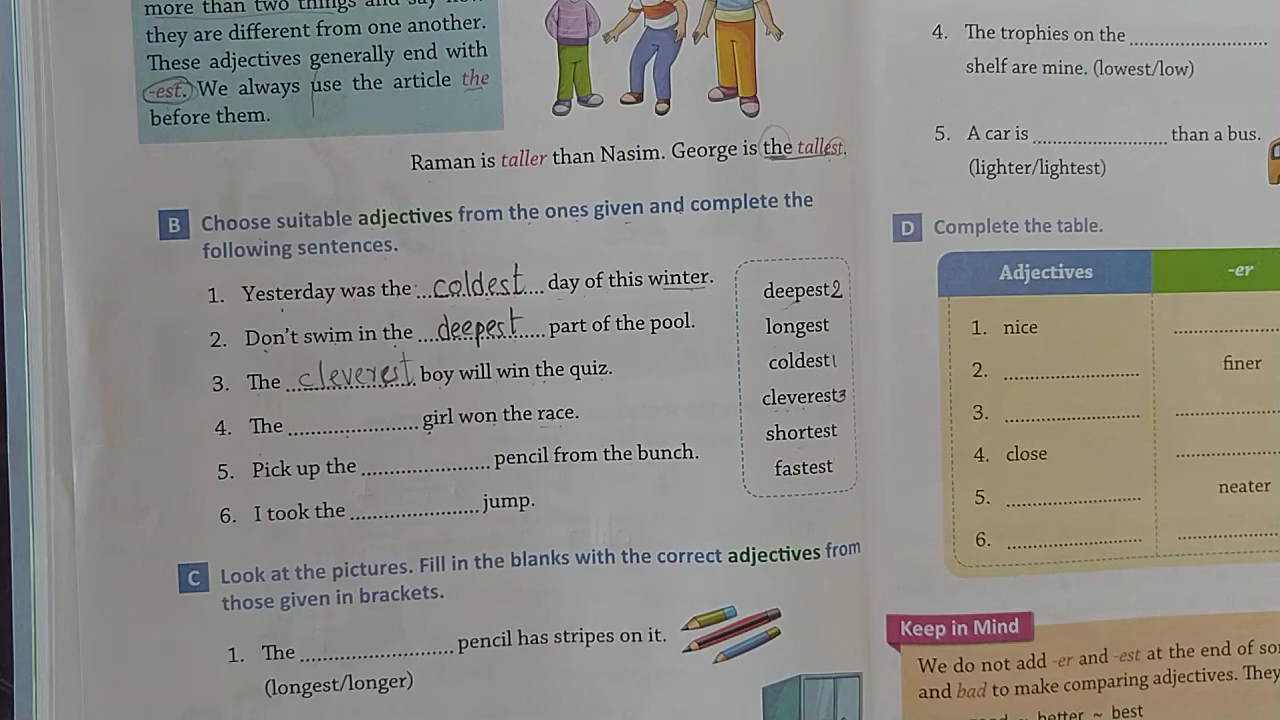 more than two things and say
they are different from one another.
These adjectives generally end with
-est. We always use the article the
before them.
Raman is taller than Nasim. George is the tallest.
B Choose suitable adjectives from the ones given and complete the
following sentences.
1. Yesterday was the coldest day of this winter.
2. Don't swim in the deepest part of the pool.
3. The cleverest boy will win the quiz.
4. The .................... girl won the race.
5. Pick up the .................... pencil from the bunch.
6. I took the .................... jump.
deepest 2
longest
coldest 1
cleverest 3
shortest
fastest
C Look at the pictures. Fill in the blanks with the correct adjectives from
those given in brackets.
1. The .................... pencil has stripes on it.
(longest/longer)
4. The trophies on the ....................
shelf are mine. (lowest/low)
5. A car is .................... than a bus.
(lighter/lightest)
D Complete the table.
Adjectives -er
1. nice ....................
2. .................... finer
3. .................... ....................
4. close ....................
5. .................... neater
6. .................... ....................
Keep in Mind
We do not add -er and -est at the end of
and bad to make comparing adjectives. They
~ better ~ best